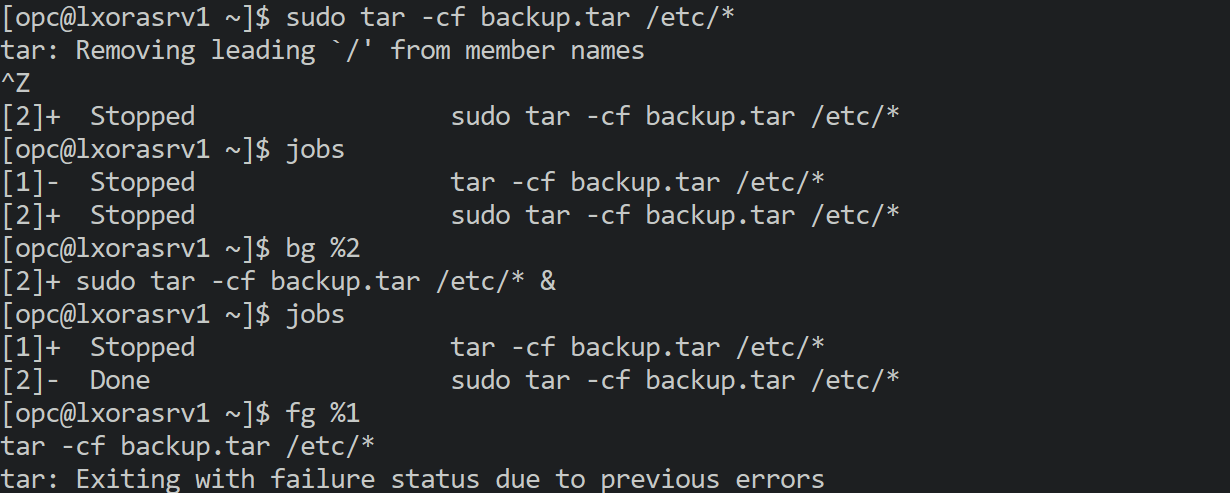 [opc@lxorasrv1 ~]$ sudo tar -cf backup.tar /etc/*
tar: Removing leading `/' from member names
^Z
[2]+  Stopped                 sudo tar -cf backup.tar /etc/*
[opc@lxorasrv1 ~]$ jobs
[1]-  Stopped                 tar -cf backup.tar /etc/*
[2]+  Stopped                 sudo tar -cf backup.tar /etc/*
[opc@lxorasrv1 ~]$ bg %2
[2]+ sudo tar -cf backup.tar /etc/* &
[opc@lxorasrv1 ~]$ jobs
[1]+  Stopped                 tar -cf backup.tar /etc/*
[2]-  Done                    sudo tar -cf backup.tar /etc/*
[opc@lxorasrv1 ~]$ fg %1
tar -cf backup.tar /etc/*
tar: Exiting with failure status due to previous errors